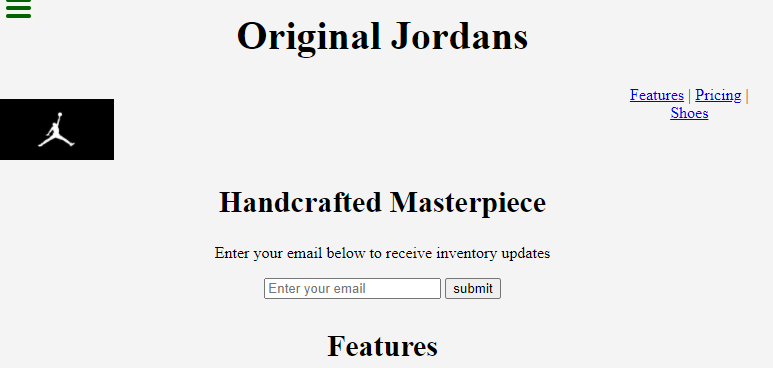 Original Jordans
Features | Pricing |
Shoes
Handcrafted Masterpiece
Enter your email below to receive inventory updates
Enter your email submit
Features